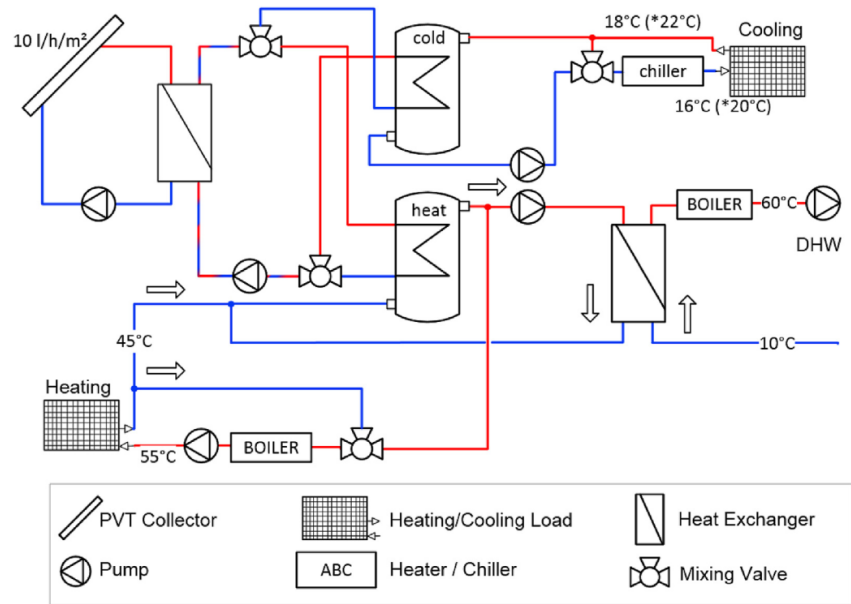 10 l/h/m²
cold
18°C (*22°C)
Cooling
chiller
16°C (*20°C)
heat
BOILER
60°C
DHW
45°C
10°C
Heating
55°C
BOILER
PVT Collector
Heating/Cooling Load
Heat Exchanger
Pump
ABC
Heater / Chiller
Mixing Valve